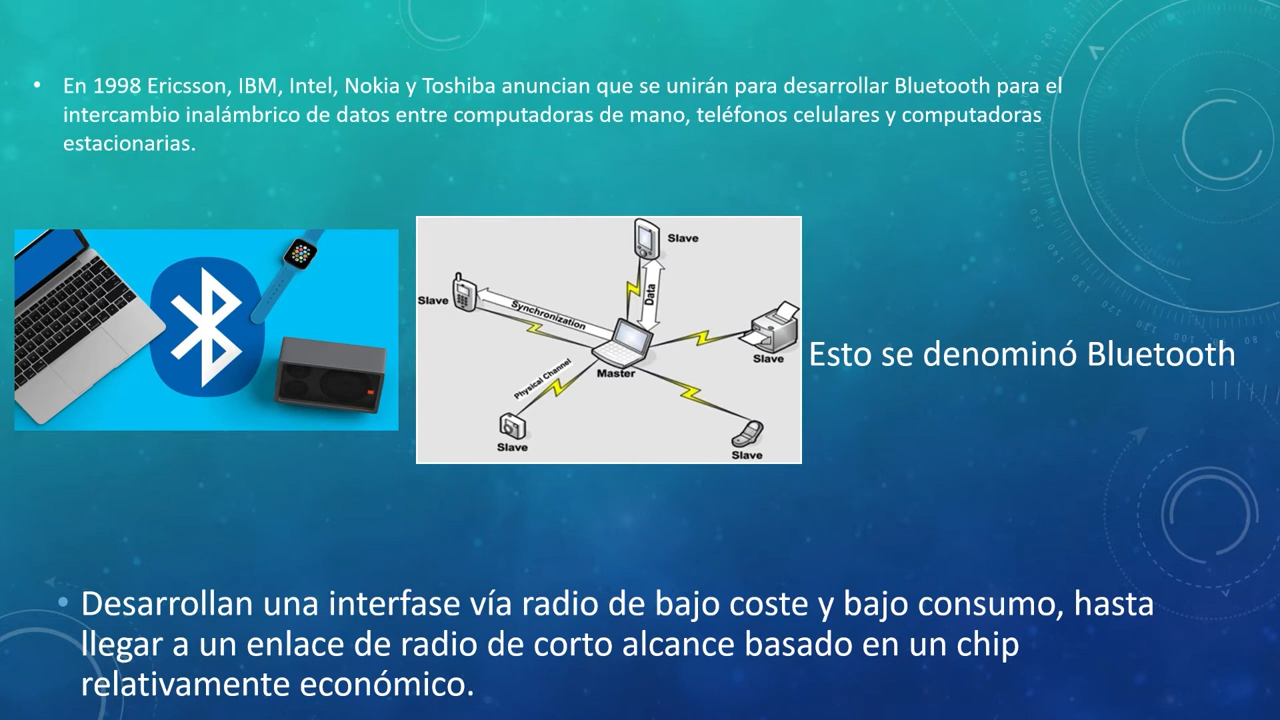 • En 1998 Ericsson, IBM, Intel, Nokia y Toshiba anuncian que se unirán para desarrollar Bluetooth para el
intercambio inalámbrico de datos entre computadoras de mano, teléfonos celulares y computadoras
estacionarias.
Slave
Slave
Synchronization
Data
Slave
Master
Physical Channel
Slave
Slave
Esto se denominó Bluetooth
• Desarrollan una interfase vía radio de bajo coste y bajo consumo, hasta
llegar a un enlace de radio de corto alcance basado en un chip
relativamente económico.